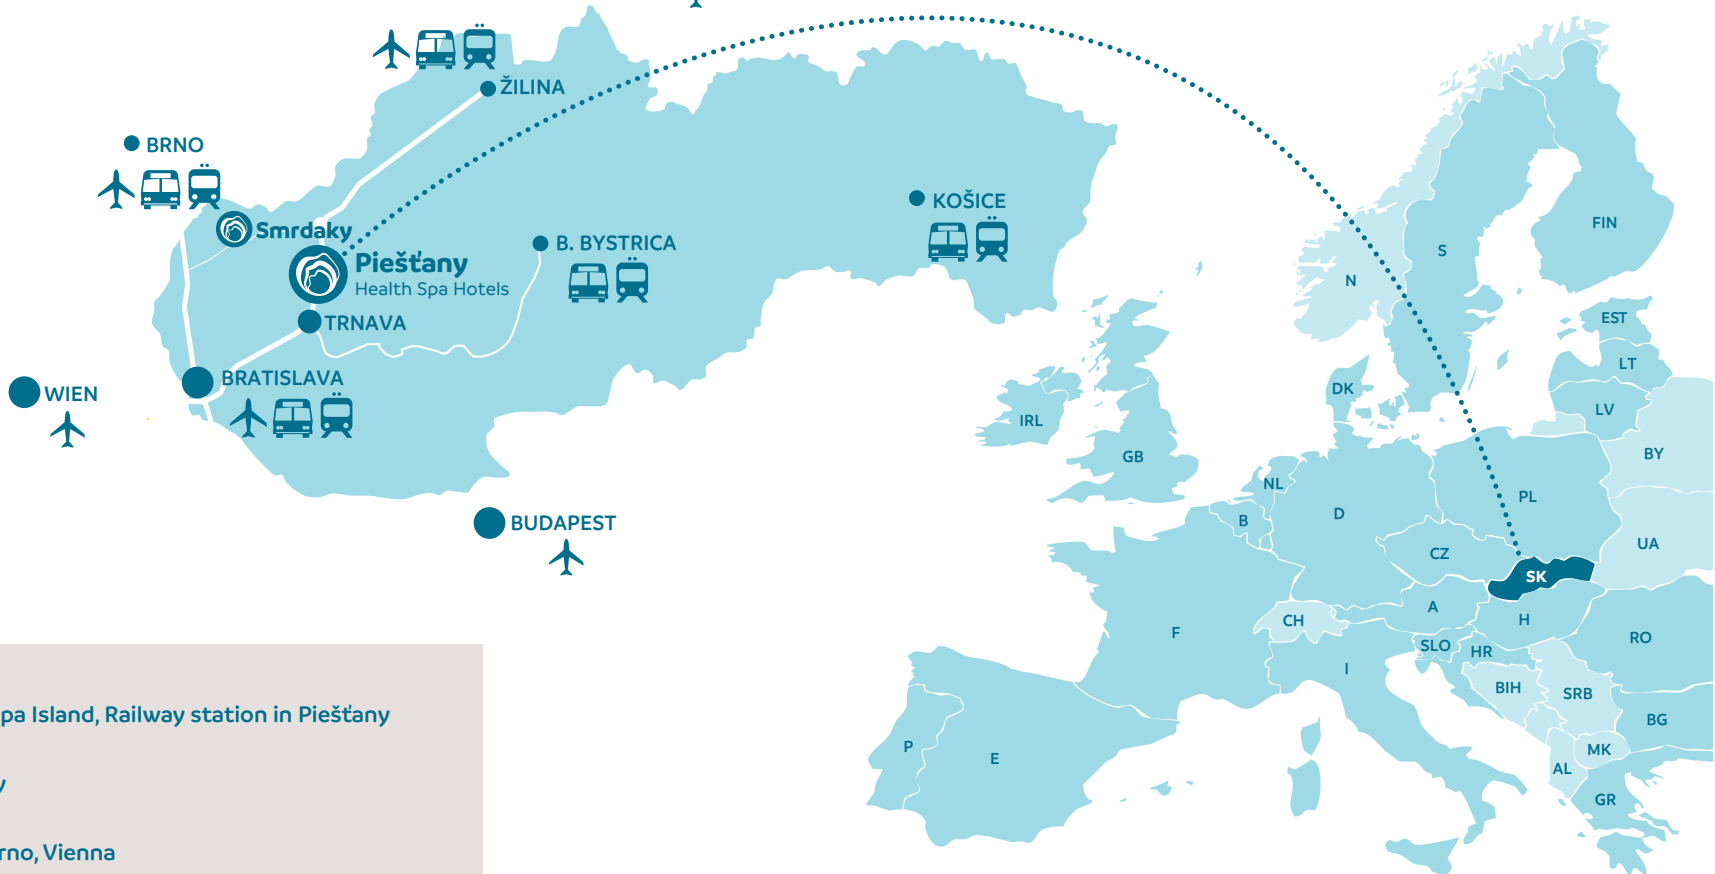 ŽILINA
BRNO
Smrdaky
Piešťany
Health Spa Hotels
B. BYSTRICA
KOŠICE
TRNAVA
BRATISLAVA
WIEN
BUDAPEST
pa Island, Railway station in Piešťany
y
rno, Vienna
FIN
S
N
EST
LT
LV
DK
IRL
GB
BY
NL
PL
B
D
UA
CZ
SK
A
H
CH
F
RO
SLO
HR
I
BIH
SRB
BG
P
E
MK
AL
GR